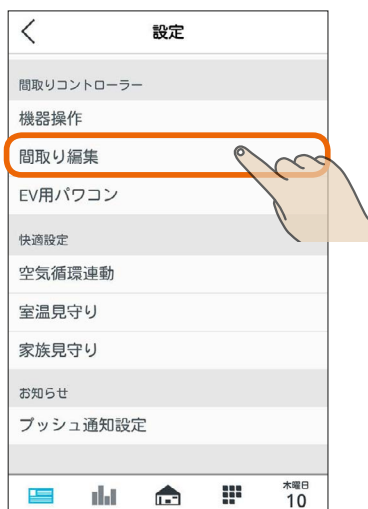 設定
間取りコントローラー
機器操作
間取り編集
EV用パワコン
快適設定
空気循環連動
室温見守り
家族見守り
お知らせ
プッシュ通知設定
木曜日
10